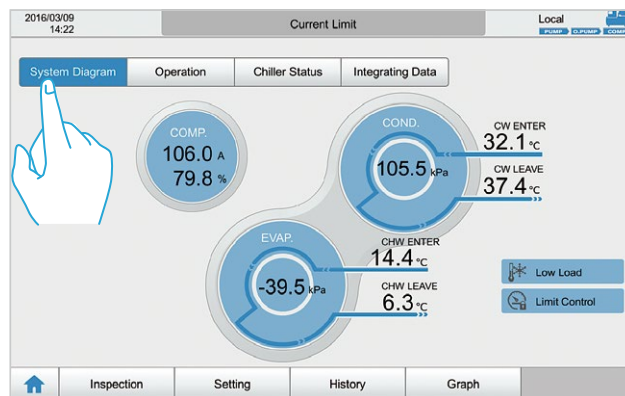 2016/03/09
14:22
Current Limit
Local
PUMP O.PUMP COMP
System Diagram Operation Chiller Status Integrating Data
COMP.
106.0 A
79.8 %
COND.
105.5 kPa
CW ENTER
32.1 °C
CW LEAVE
37.4 °C
EVAP.
-39.5 kPa
CHW ENTER
14.4 °C
CHW LEAVE
6.3 °C
Low Load
Limit Control
Inspection Setting History Graph